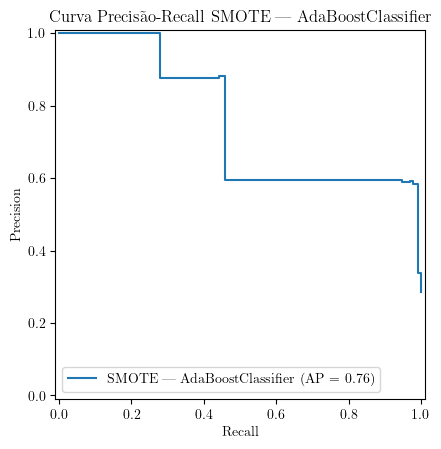 Curva Precisão-Recall SMOTE — AdaBoostClassifier
1.0
0.8
0.6
0.4
0.2
0.0
Precision
SMOTE — AdaBoostClassifier (AP = 0.76)
0.0 0.2 0.4 0.6 0.8 1.0
Recall